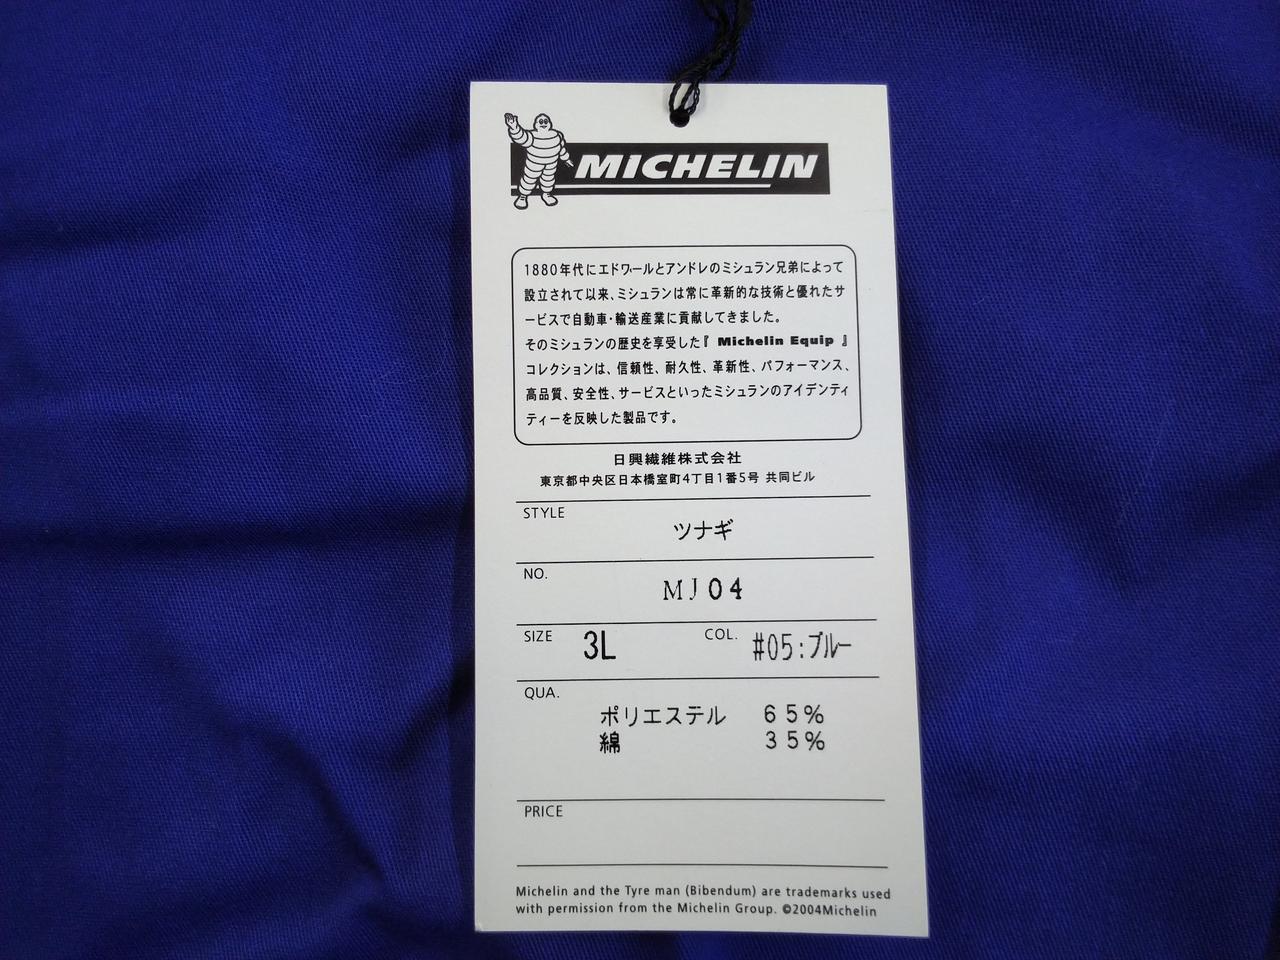 MICHELIN
1880年代にエドワールとアンドレのミシュラン兄弟によって
設立されて以来、ミシュランは常に革新的な技術と優れたサ
ービスで自動車・輸送産業に貢献してきました。
そのミシュランの歴史を享受した『 Michelin Equip 』
コレクションは、信頼性、耐久性、革新性、パフォーマンス、
高品質、安全性、サービスといったミシュランのアイデンティ
ティーを反映した製品です。
日興繊維株式会社
東京都中央区日本橋室町4丁目1番5号 共同ビル
STYLE ツナギ
NO. MJ04
SIZE 3L COL. #05:ブルー
QUA.
ポリエステル 65%
綿 35%
PRICE
Michelin and the Tyre man (Bibendum) are trademarks used
with permission from the Michelin Group. ©2004Michelin